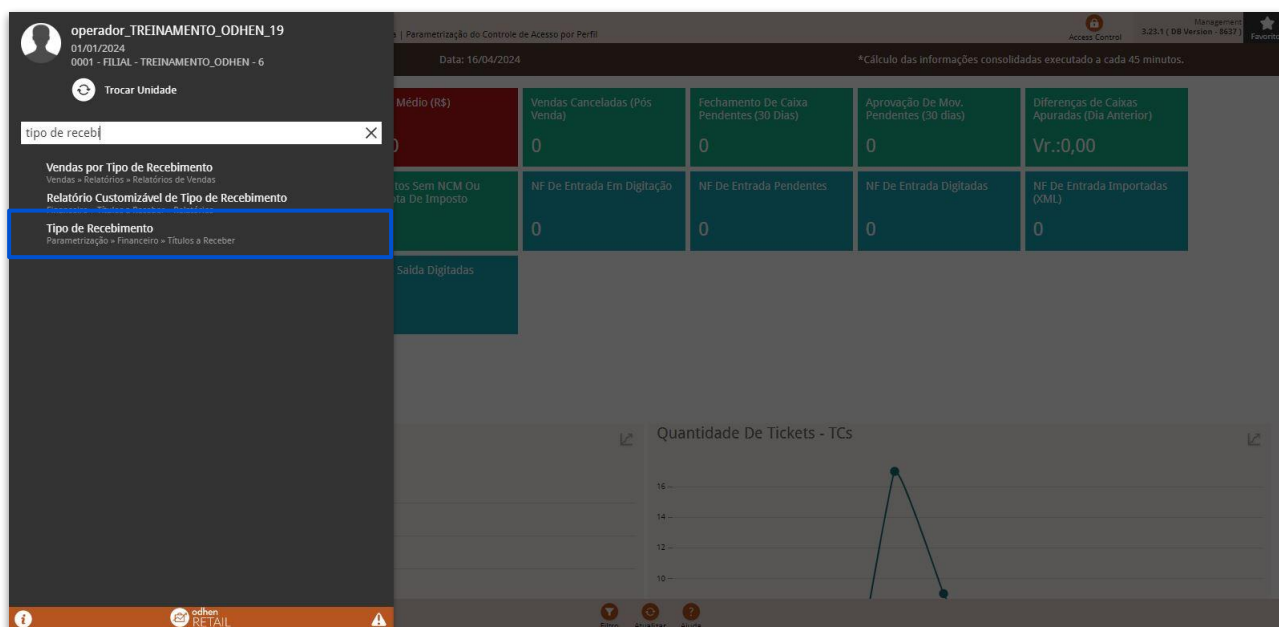 operador_TREINAMENTO_ODHEN_19
01/01/2024
0001 - FILIAL - TREINAMENTO_ODHEN - 6
Trocar Unidade
tipo de recebi
Vendas por Tipo de Recebimento
Vendas » Relatórios » Relatórios de Vendas
Relatório Customizável de Tipo de Recebimento
Financeiro » Títulos a Receber » Relatórios
Tipo de Recebimento
Parametrização » Financeiro » Títulos a Receber
odhen
RETAIL
| Parametrização do Controle de Acesso por Perfil
Access Control
Management
3.23.1 ( DB Version - 8637 )
Favorito
Data: 16/04/2024
*Cálculo das informações consolidadas executado a cada 45 minutos.
Médio (R$)
Vendas Canceladas (Pós Venda)
0
Fechamento De Caixa Pendentes (30 Dias)
0
Aprovação De Mov. Pendentes (30 dias)
0
Diferenças de Caixas Apuradas (Dia Anterior)
Vr.:0,00
tos Sem NCM Ou
ta De Imposto
NF De Entrada Em Digitação
0
NF De Entrada Pendentes
0
NF De Entrada Digitadas
0
NF De Entrada Importadas (XML)
0
Saída Digitadas
Quantidade De Tickets - TCs
16
14
12
10
Filtro
Atualizar
Ajuda